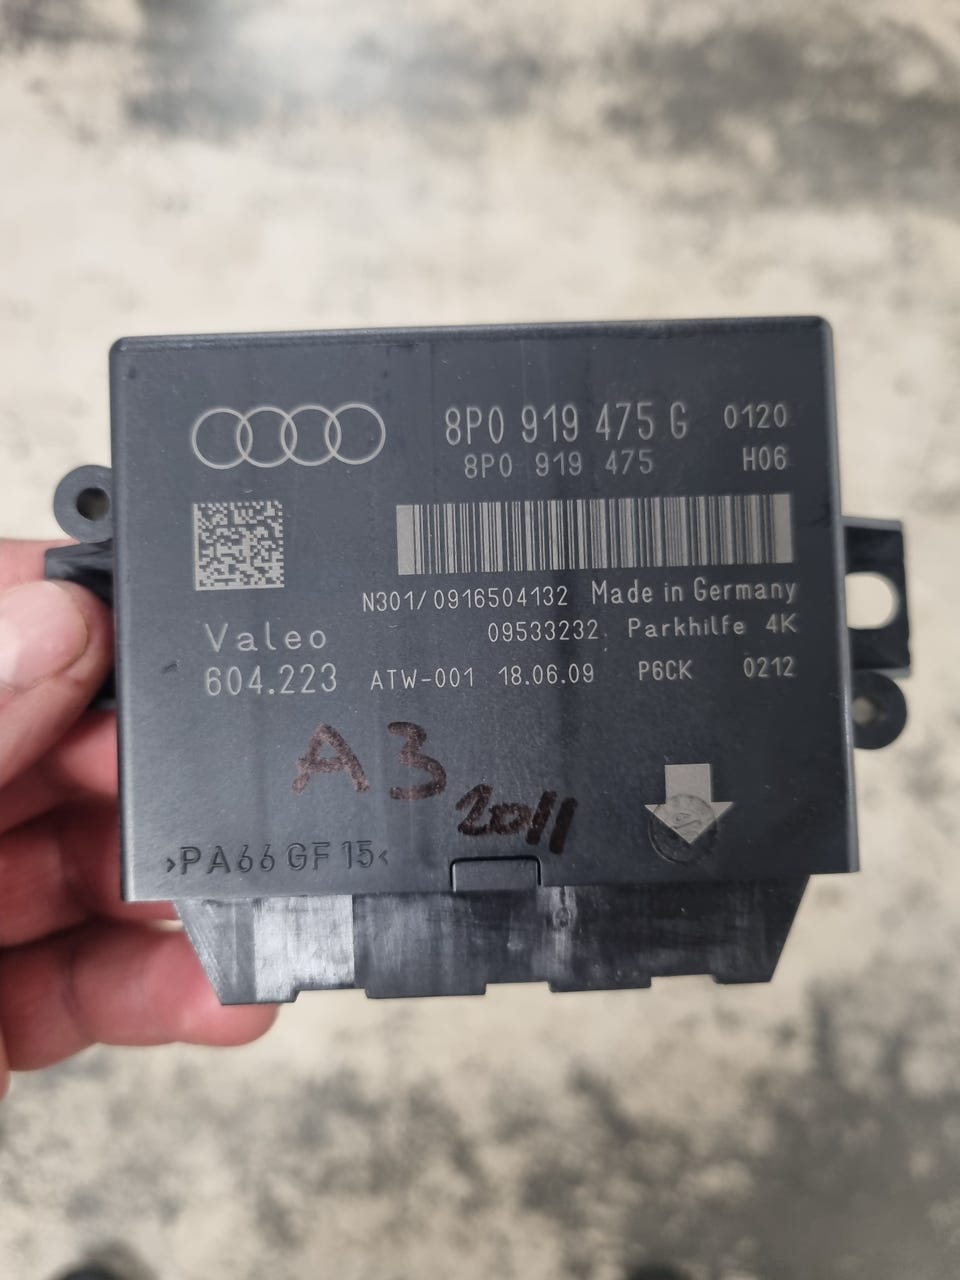 8P0 919 475 G 0120
8P0 919 475 H06
N301/0916504132 Made in Germany
Valeo 09533232 Parkhilfe 4K
604.223 ATW-001 18.06.09 P6CK 0212
A3
2011
>PA66 GF15<